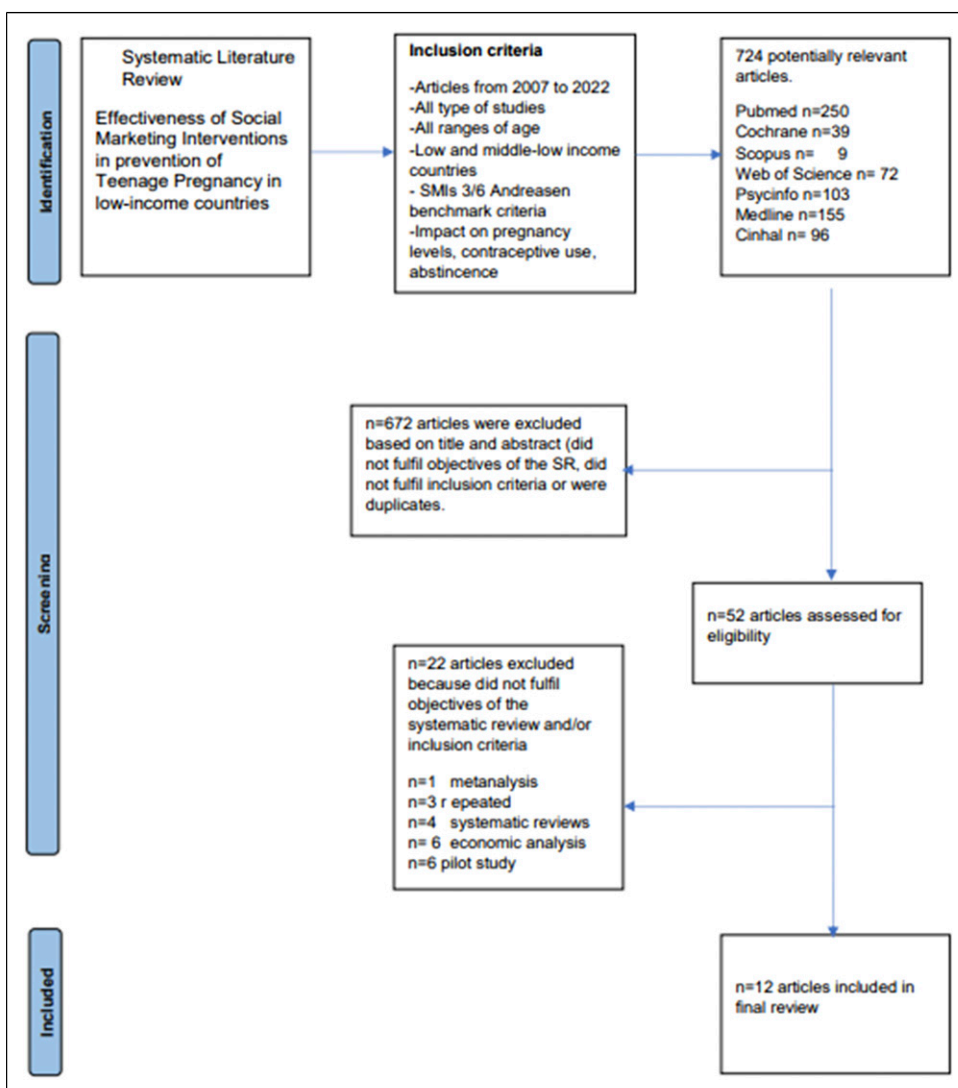 Identification
Systematic Literature
Review
Effectiveness of Social
Marketing Interventions
in prevention of
Teenage Pregnancy in
low-income countries
Inclusion criteria
-Articles from 2007 to 2022
-All type of studies
-All ranges of age
-Low and middle-low income
countries
- SMIs 3/6 Andreasen
benchmark criteria
-Impact on pregnancy
levels, contraceptive use,
abstinence
724 potentially relevant
articles.
Pubmed n=250
Cochrane n=39
Scopus n= 9
Web of Science n= 72
Psycinfo n=103
Medline n=155
Cinhal n= 96
Screening
n=672 articles were excluded
based on title and abstract (did
not fulfil objectives of the SR, did
not fulfil inclusion criteria or were
duplicates.
n=52 articles assessed for
eligibility
n=22 articles excluded
because did not fulfil
objectives of the
systematic review and/or
inclusion criteria
n=1 metanalysis
n=3 r epeated
n=4 systematic reviews
n= 6 economic analysis
n=6 pilot study
Included
n=12 articles included in
final review